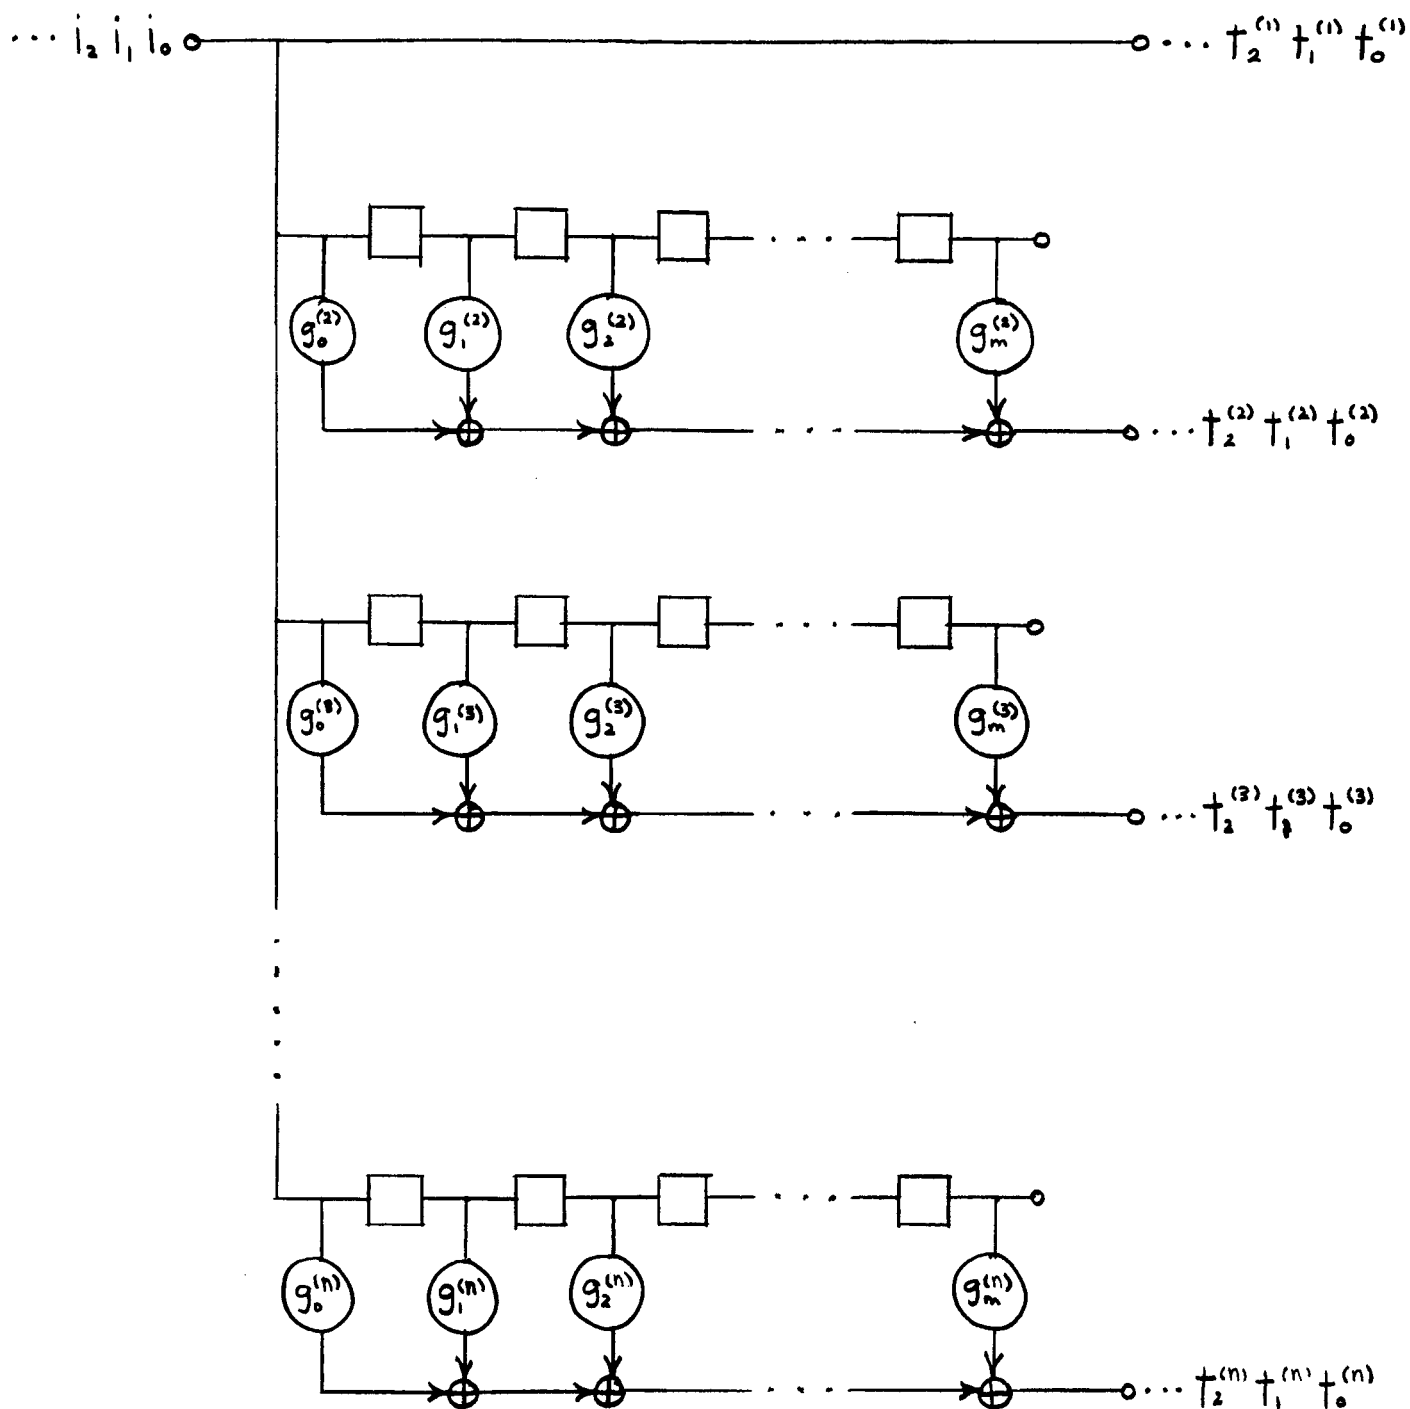 ... i₂ i₁ i₀ ... t₂⁽¹⁾ t₁⁽¹⁾ t₀⁽¹⁾
g₀⁽²⁾ g₁⁽²⁾ g₂⁽²⁾ ... gₘ⁽²⁾
... t₂⁽²⁾ t₁⁽²⁾ t₀⁽²⁾
g₀⁽³⁾ g₁⁽³⁾ g₂⁽³⁾ ... gₘ⁽³⁾
... t₂⁽³⁾ t₁⁽³⁾ t₀⁽³⁾
g₀⁽ⁿ⁾ g₁⁽ⁿ⁾ g₂⁽ⁿ⁾ ... gₘ⁽ⁿ⁾
... t₂⁽ⁿ⁾ t₁⁽ⁿ⁾ t₀⁽ⁿ⁾